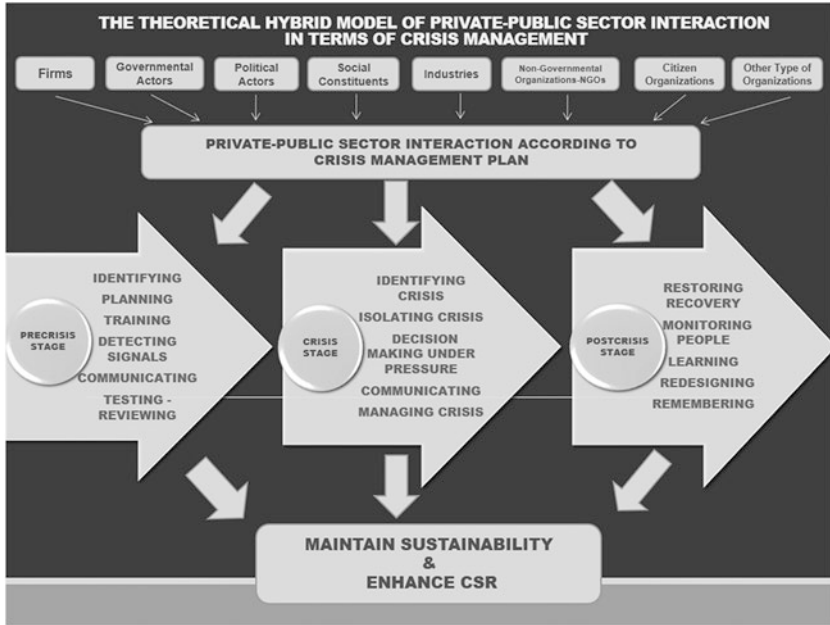 THE THEORETICAL HYBRID MODEL OF PRIVATE-PUBLIC SECTOR INTERACTION
IN TERMS OF CRISIS MANAGEMENT
Firms
Governmental
Actors
Political
Actors
Social
Constituents
Industries
Non-Governmental
Organizations-NGOs
Citizen
Organizations
Other Type of
Organizations
PRIVATE-PUBLIC SECTOR INTERACTION ACCORDING TO
CRISIS MANAGEMENT PLAN
PRECRISIS
STAGE
IDENTIFYING
PLANNING
TRAINING
DETECTING
SIGNALS
COMMUNICATING
TESTING -
REVIEWING
CRISIS
STAGE
IDENTIFYING
CRISIS
ISOLATING CRISIS
DECISION
MAKING UNDER
PRESSURE
COMMUNICATING
MANAGING CRISIS
POSTCRISIS
STAGE
RESTORING
RECOVERY
MONITORING
PEOPLE
LEARNING
REDESIGNING
REMEMBERING
MAINTAIN SUSTAINABILITY
&
ENHANCE CSR